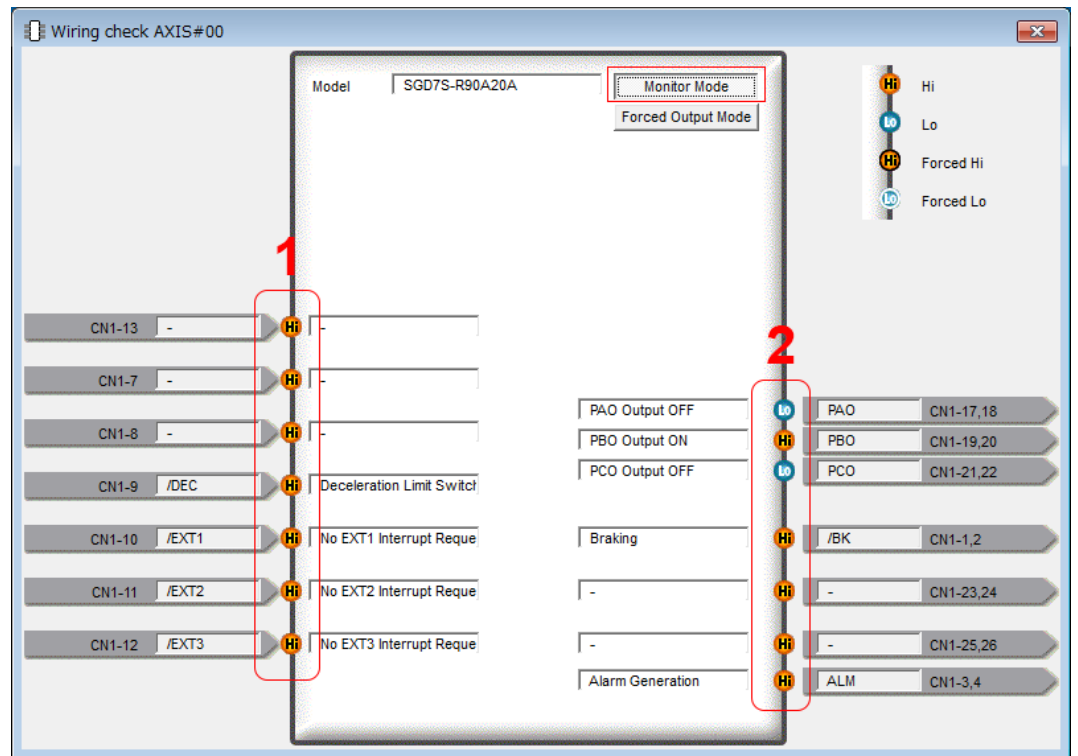 Wiring check AXIS#00
Model SGD7S-R90A20A Monitor Mode
Forced Output Mode
Hi Hi
Lo Lo
Hi Forced Hi
Lo Forced Lo
1
CN1-13 - Hi -
CN1-7 - Hi -
CN1-8 - Hi -
CN1-9 /DEC Hi Deceleration Limit Switch
CN1-10 /EXT1 Hi No EXT1 Interrupt Reque
CN1-11 /EXT2 Hi No EXT2 Interrupt Reque
CN1-12 /EXT3 Hi No EXT3 Interrupt Reque
2
PAO Output OFF Lo PAO CN1-17,18
PBO Output ON Hi PBO CN1-19,20
PCO Output OFF Lo PCO CN1-21,22
Braking Hi /BK CN1-1,2
- Hi - CN1-23,24
- Hi - CN1-25,26
Alarm Generation Hi ALM CN1-3,4